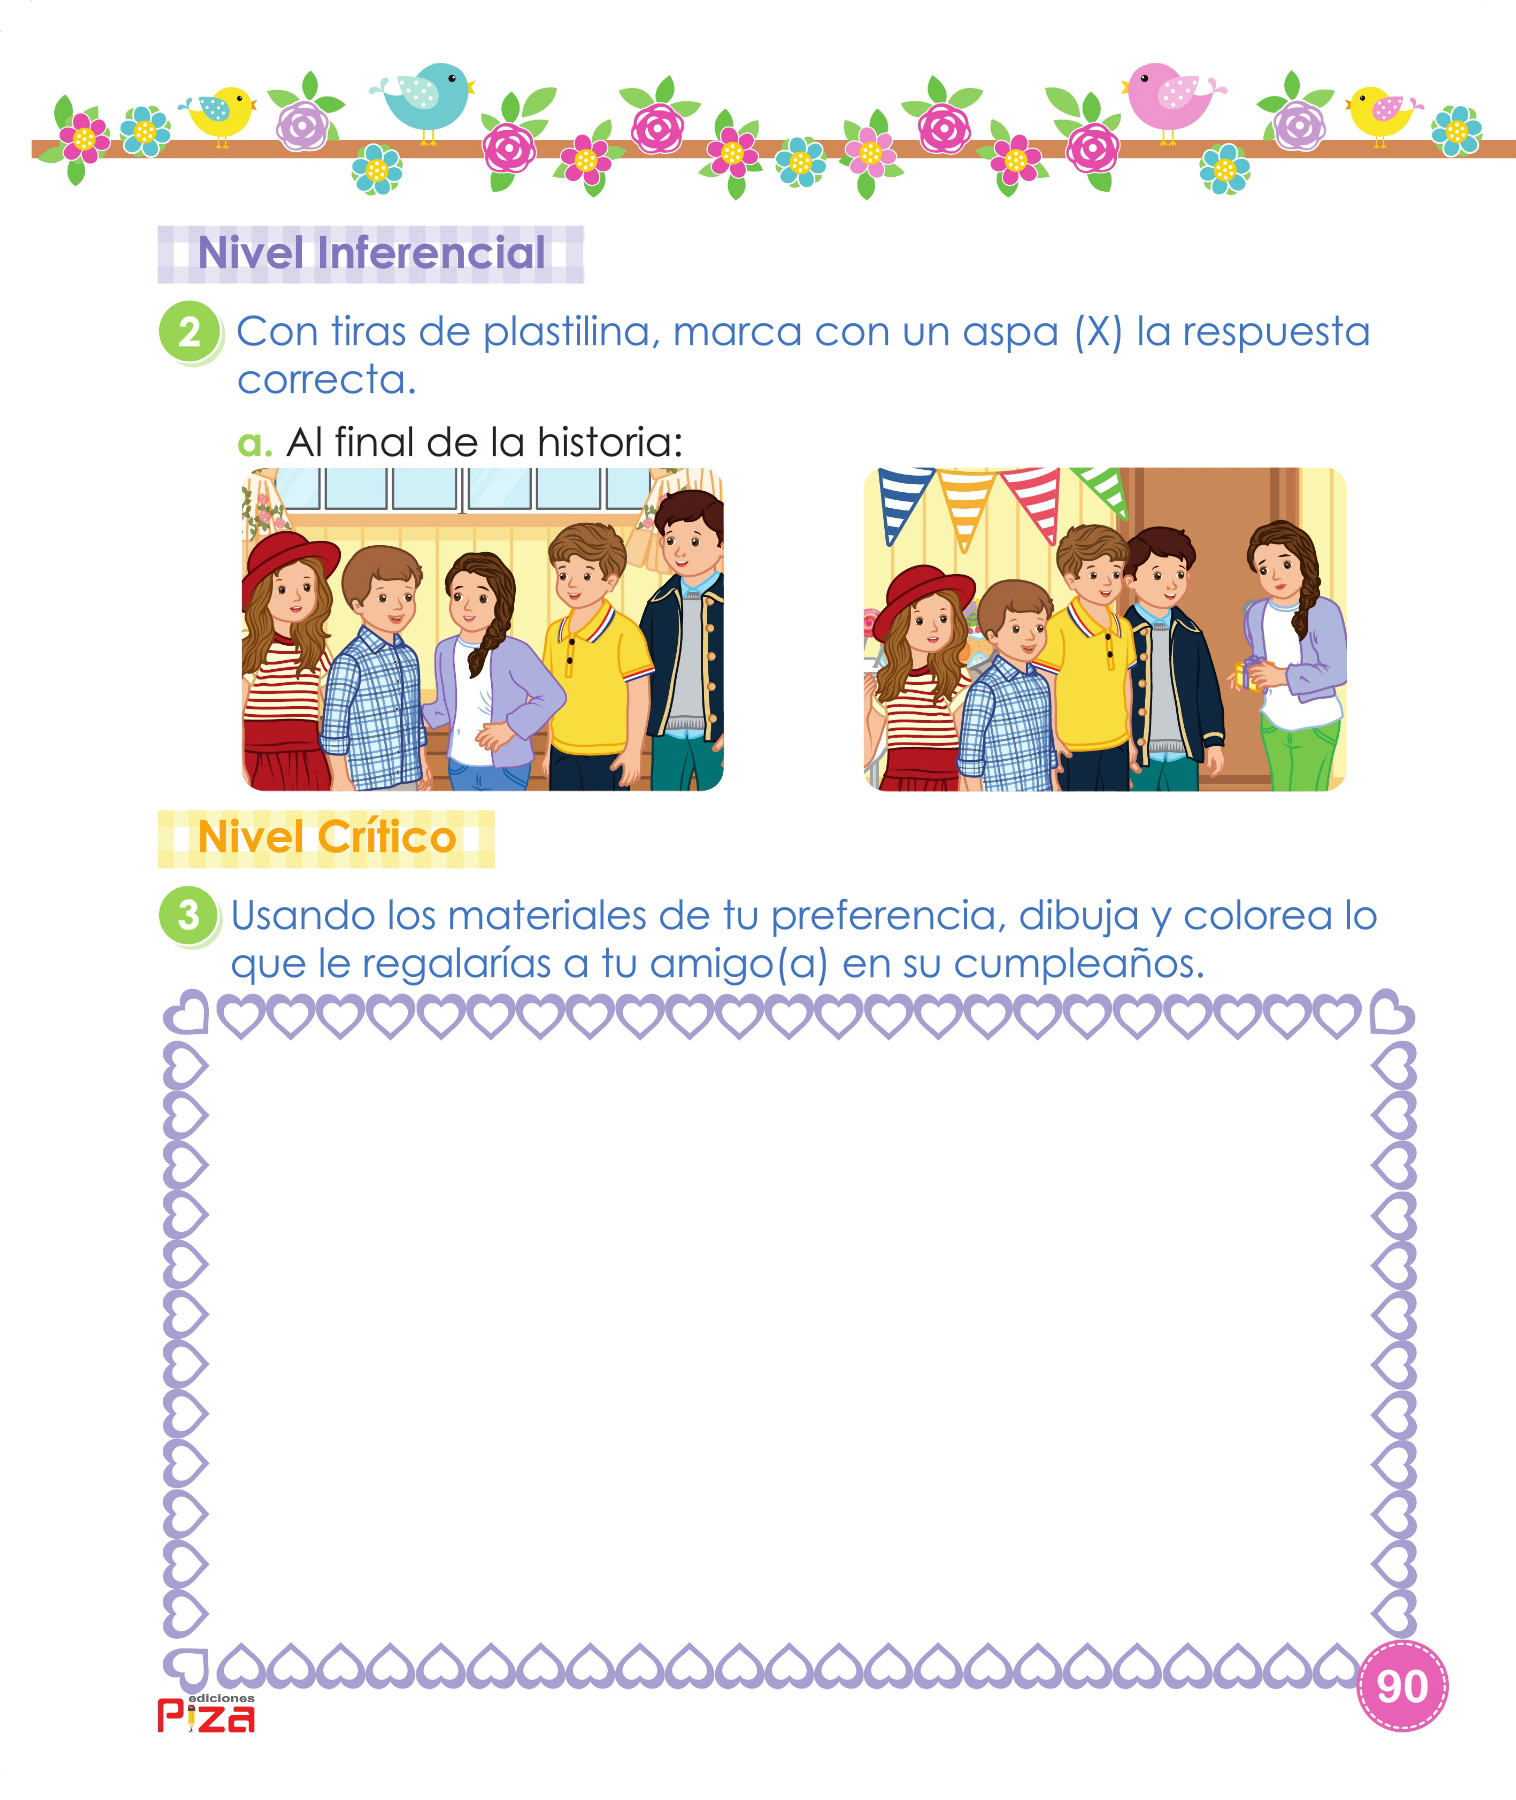 Nivel Inferencial
2 Con tiras de plastilina, marca con un aspa (X) la respuesta
correcta.
a. Al final de la historia:
Nivel Crítico
3 Usando los materiales de tu preferencia, dibuja y colorea lo
que le regalarías a tu amigo(a) en su cumpleaños.
ediciones
Piza
90